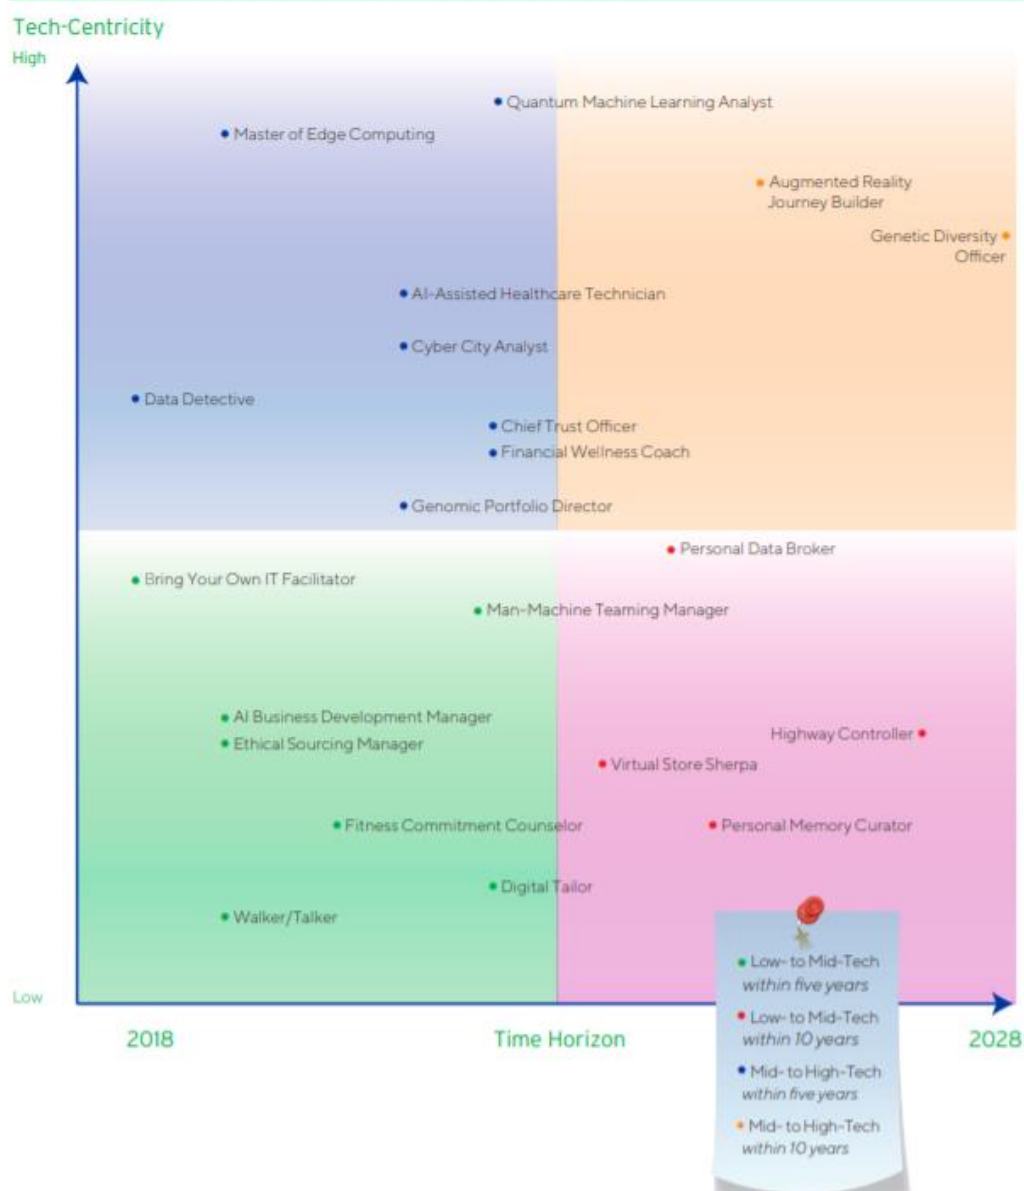 Tech-Centricity
High
Quantum Machine Learning Analyst
Master of Edge Computing
Augmented Reality
Journey Builder
Genetic Diversity
Officer
AI-Assisted Healthcare Technician
Cyber City Analyst
Data Detective
Chief Trust Officer
Financial Wellness Coach
Genomic Portfolio Director
Personal Data Broker
Bring Your Own IT Facilitator
Man-Machine Teaming Manager
AI Business Development Manager
Highway Controller
Ethical Sourcing Manager
Virtual Store Sherpa
Fitness Commitment Counselor
Personal Memory Curator
Digital Tailor
Walker/Talker
Low
2018
Time Horizon
2028
Low- to Mid-Tech
within five years
Low- to Mid-Tech
within 10 years
Mid- to High-Tech
within five years
Mid- to High-Tech
within 10 years